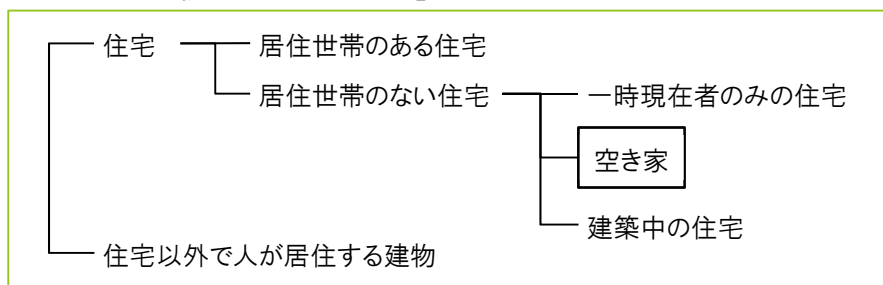 住宅
居住世帯のある住宅
居住世帯のない住宅
一時現在者のみの住宅
空き家
建築中の住宅
住宅以外で人が居住する建物